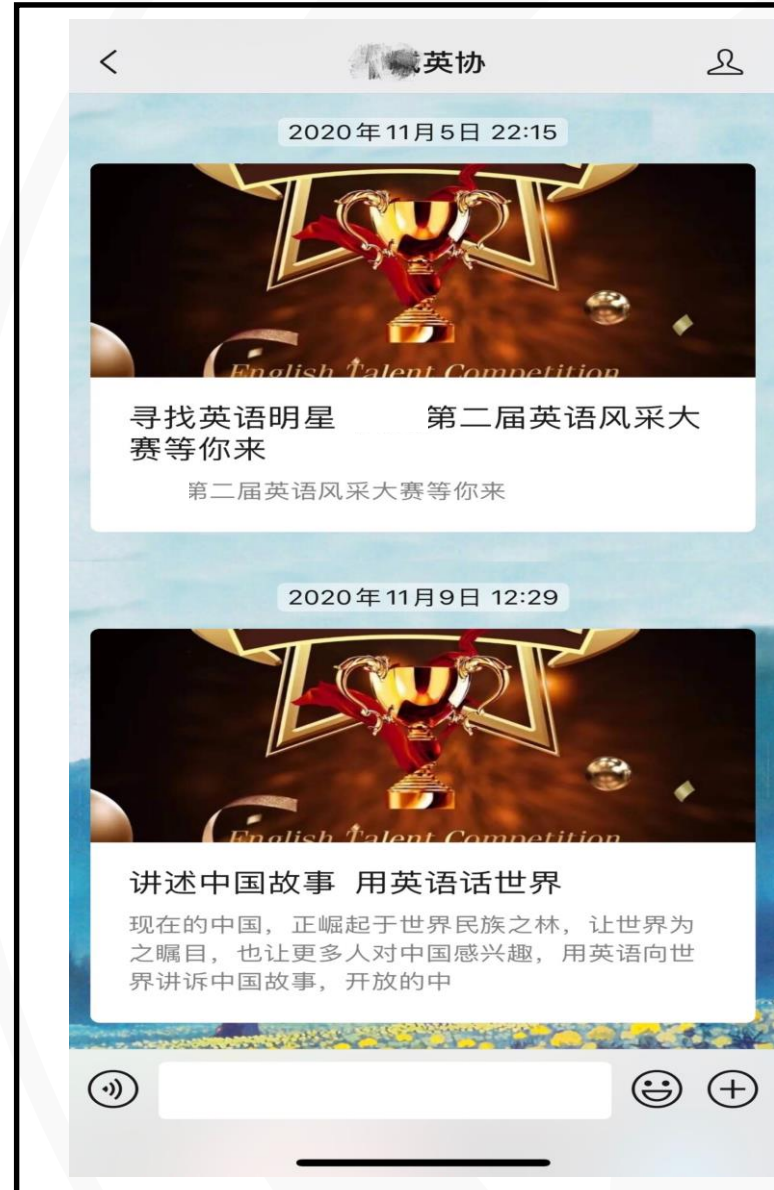 英协
2020年11月5日 22:15
English Talent Competition
寻找英语明星 第二届英语风采大
赛等你来
第二届英语风采大赛等你来
2020年11月9日 12:29
English Talent Competition
讲述中国故事 用英语话世界
现在的中国，正崛起于世界民族之林，让世界为
之瞩目，也让更多人对中国感兴趣，用英语向世
界讲诉中国故事，开放的中